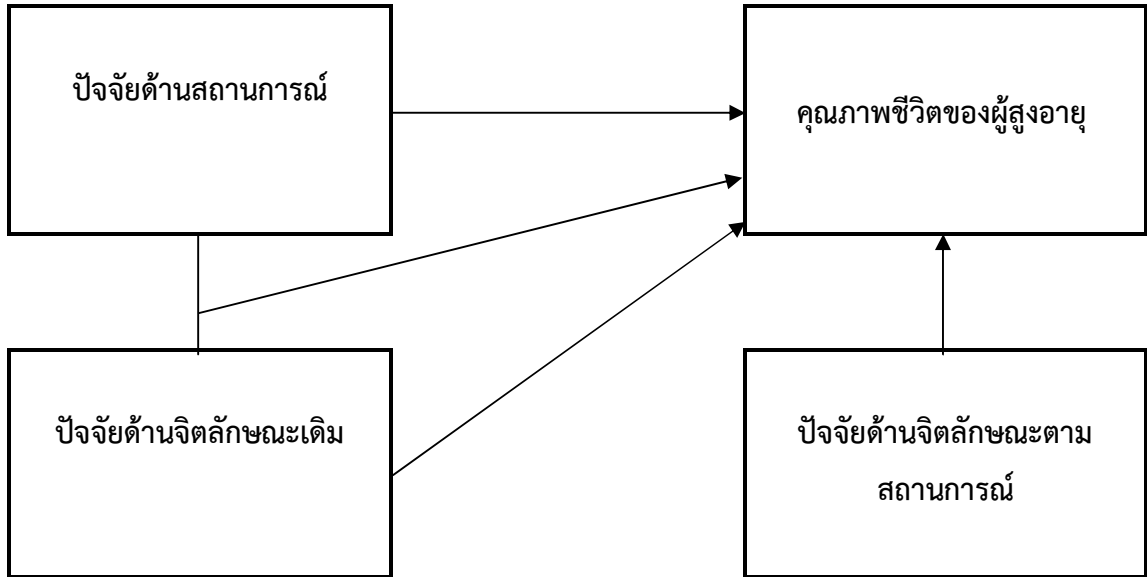 ปัจจัยด้านสถานการณ์
คุณภาพชีวิตของผู้สูงอายุ
ปัจจัยด้านจิตลักษณะเดิม
ปัจจัยด้านจิตลักษณะตาม
สถานการณ์